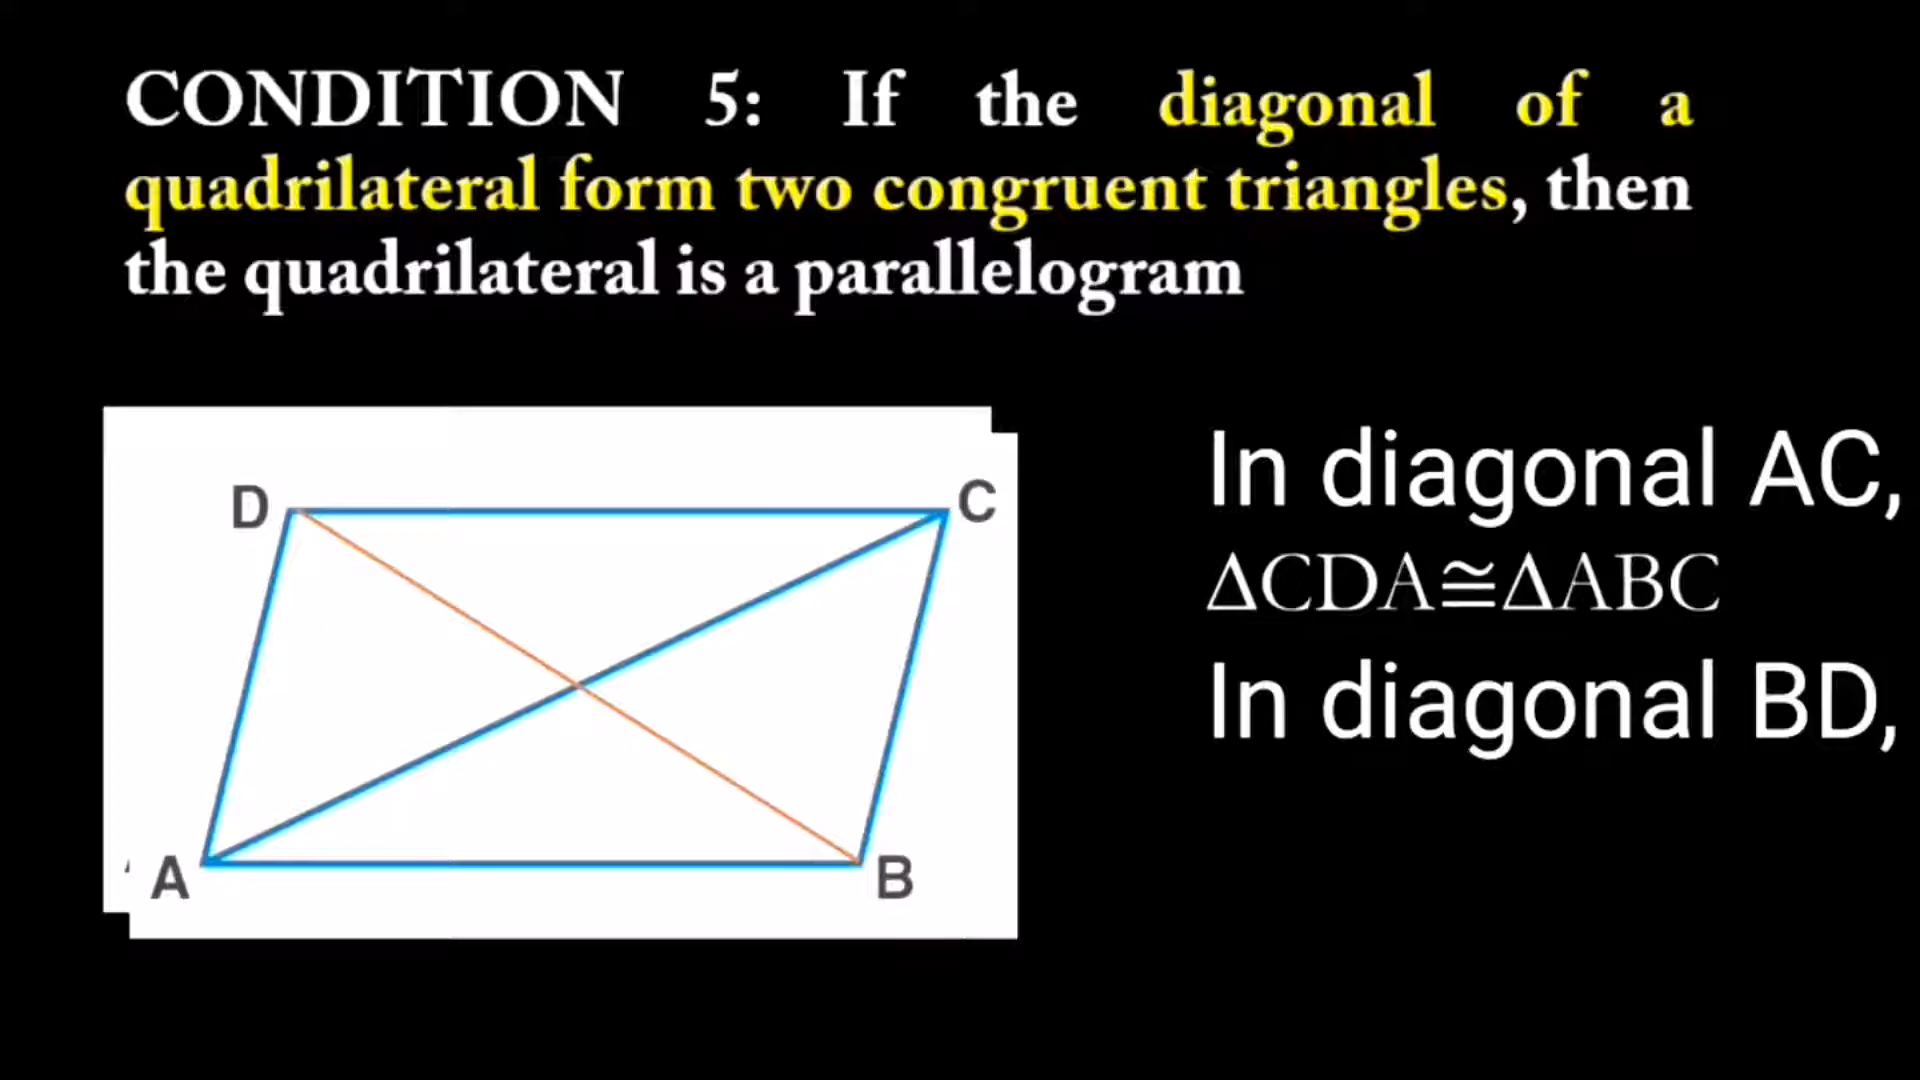 CONDITION 5: If the diagonal of a
quadrilateral form two congruent triangles, then
the quadrilateral is a parallelogram
D
C
In diagonal AC,
ΔCDA≅ΔABC
In diagonal BD,
A
B